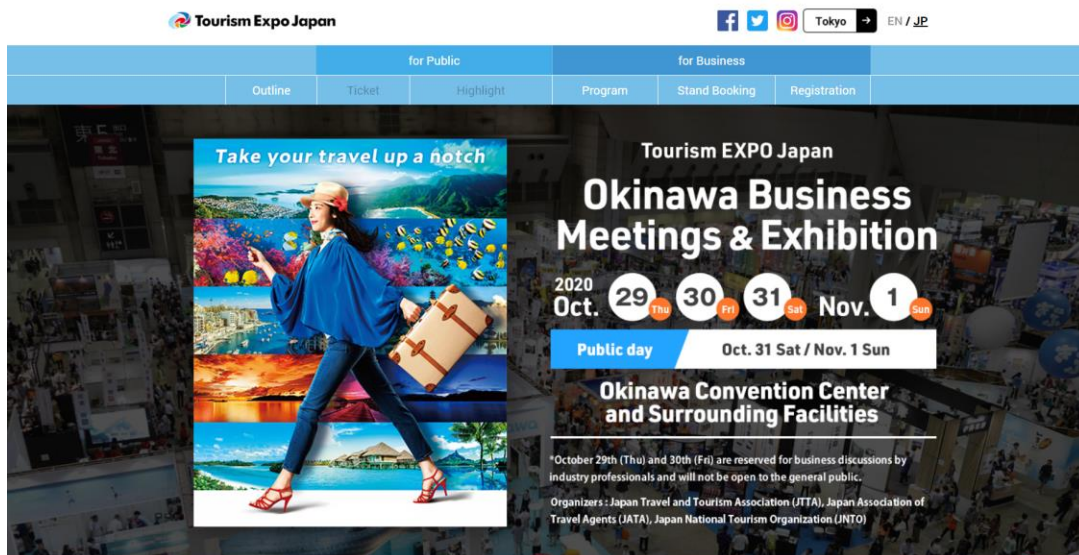 Tourism Expo Japan
Tokyo
EN / JP
for Public
for Business
Outline
Ticket
Highlight
Program
Stand Booking
Registration
Take your travel up a notch
Tourism EXPO Japan
Okinawa Business
Meetings & Exhibition
2020
Oct. 29 Thu 30 Fri 31 Sat Nov. 1 Sun
Public day Oct. 31 Sat / Nov. 1 Sun
Okinawa Convention Center
and Surrounding Facilities
*October 29th (Thu) and 30th (Fri) are reserved for business discussions by
industry professionals and will not be open to the general public.
Organizers : Japan Travel and Tourism Association (JTTA), Japan Association of
Travel Agents (JATA), Japan National Tourism Organization (JNTO)